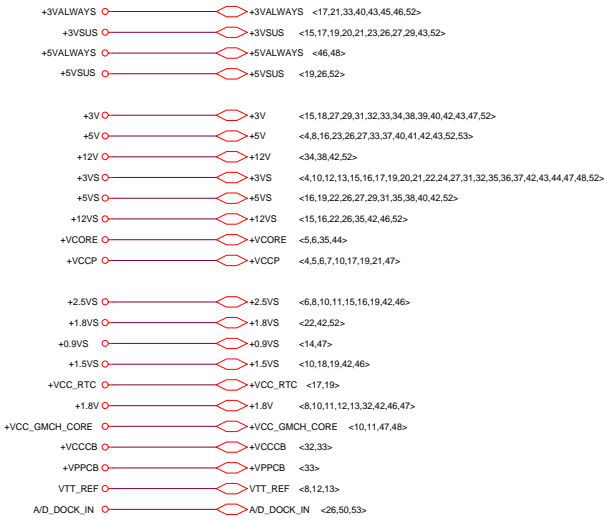 +3VALWAYS +3VALWAYS <17,21,33,40,43,45,46,52>
+3VSUS +3VSUS <15,17,19,20,21,23,26,27,29,43,52>
+5VALWAYS +5VALWAYS <46,48>
+5VSUS +5VSUS <19,26,52>
+3V +3V <15,18,27,29,31,32,33,34,38,39,40,42,43,47,52>
+5V +5V <4,8,16,23,26,27,33,37,40,41,42,43,52,53>
+12V +12V <34,38,42,52>
+3VS +3VS <4,10,12,13,15,16,17,19,20,21,22,24,27,31,32,35,36,37,42,43,44,47,48,52>
+5VS +5VS <16,19,22,26,27,29,31,35,38,40,42,52>
+12VS +12VS <15,16,22,26,35,42,46,52>
+VCORE +VCORE <5,6,35,44>
+VCCP +VCCP <4,5,6,7,10,17,19,21,47>
+2.5VS +2.5VS <6,8,10,11,15,16,19,42,46>
+1.8VS +1.8VS <22,42,52>
+0.9VS +0.9VS <14,47>
+1.5VS +1.5VS <10,18,19,42,46>
+VCC_RTC +VCC_RTC <17,19>
+1.8V +1.8V <8,10,11,12,13,32,42,46,47>
+VCC_GMCH_CORE +VCC_GMCH_CORE <10,11,47,48>
+VCCCB +VCCCB <32,33>
+VPPCB +VPPCB <33>
VTT_REF VTT_REF <8,12,13>
A/D_DOCK_IN A/D_DOCK_IN <26,50,53>